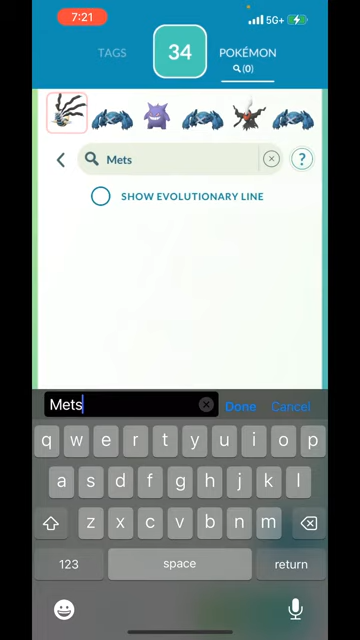 7:21
5G+
TAGS
34
POKÉMON
(0)
Mets
?
SHOW EVOLUTIONARY LINE
Mets
Done
Cancel
q w e r t y u i o p
a s d f g h j k l
z x c v b n m
123
space
return